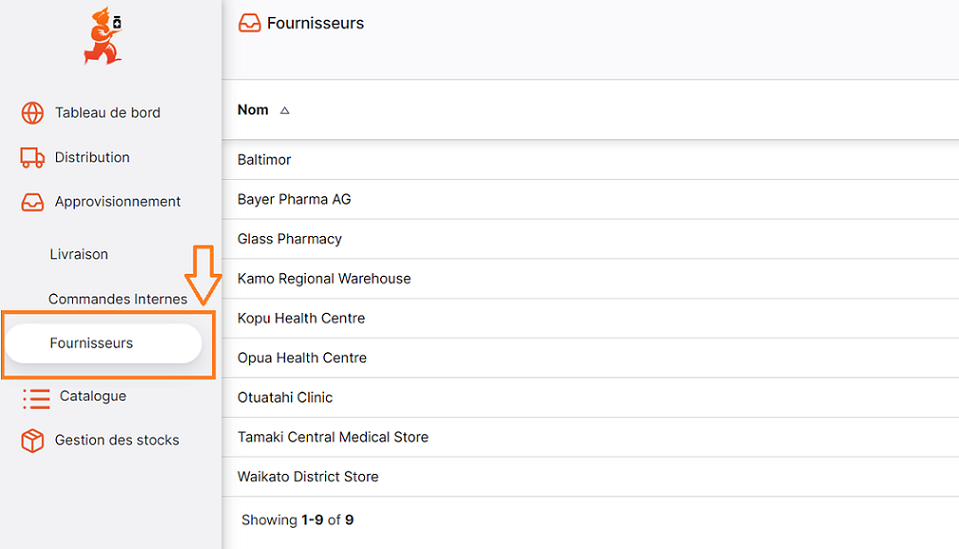 Tableau de bord
Distribution
Approvisionnement
Livraison
Commandes Internes
Fournisseurs
Catalogue
Gestion des stocks
Fournisseurs
Nom
Baltimor
Bayer Pharma AG
Glass Pharmacy
Kamo Regional Warehouse
Kopu Health Centre
Opua Health Centre
Otuatahi Clinic
Tamaki Central Medical Store
Waikato District Store
Showing 1-9 of 9